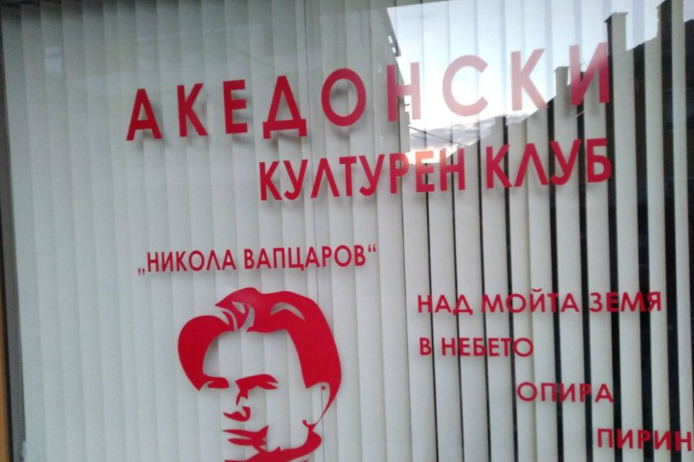 АКЕДОНСКИ
КУЛТУРЕН КЛУБ
„НИКОЛА ВАПЦАРОВ“
НАД МОЙТА ЗЕМЯ
В НЕБЕТО
ОПИРА
ПИРИН